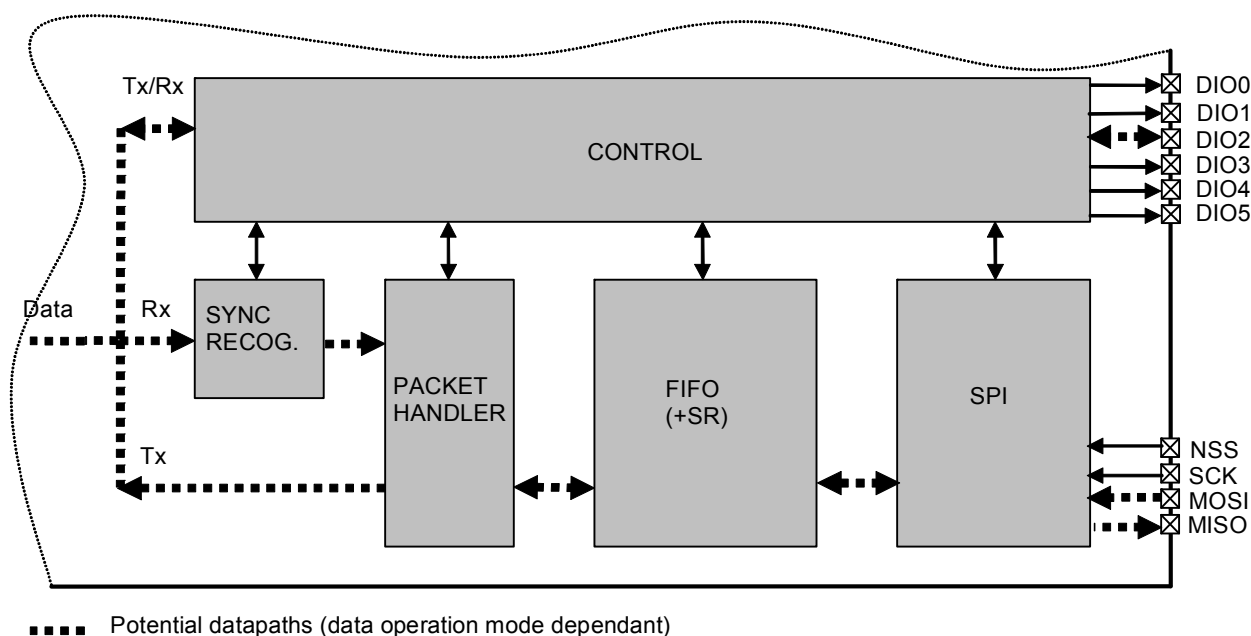 Tx/Rx
CONTROL
DIO0
DIO1
DIO2
DIO3
DIO4
DIO5
Data
Rx
SYNC
RECOG.
PACKET
HANDLER
FIFO
(+SR)
SPI
Tx
NSS
SCK
MOSI
MISO
Potential datapaths (data operation mode dependant)